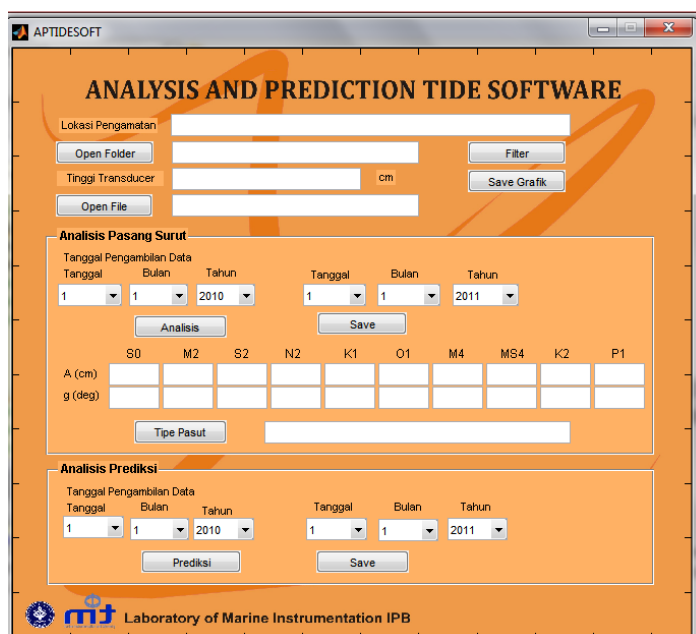 APTIDESOFT
ANALYSIS AND PREDICTION TIDE SOFTWARE
Lokasi Pengamatan
Open Folder Filter
Tinggi Transducer cm Save Grafik
Open File
Analisis Pasang Surut
Tanggal Pengambilan Data
Tanggal Bulan Tahun Tanggal Bulan Tahun
1 1 2010 1 1 2011
Analisis Save
S0 M2 S2 N2 K1 O1 M4 MS4 K2 P1
A (cm)
g (deg)
Tipe Pasut
Analisis Prediksi
Tanggal Pengambilan Data
Tanggal Bulan Tahun Tanggal Bulan Tahun
1 1 2010 1 1 2011
Prediksi Save
Laboratory of Marine Instrumentation IPB